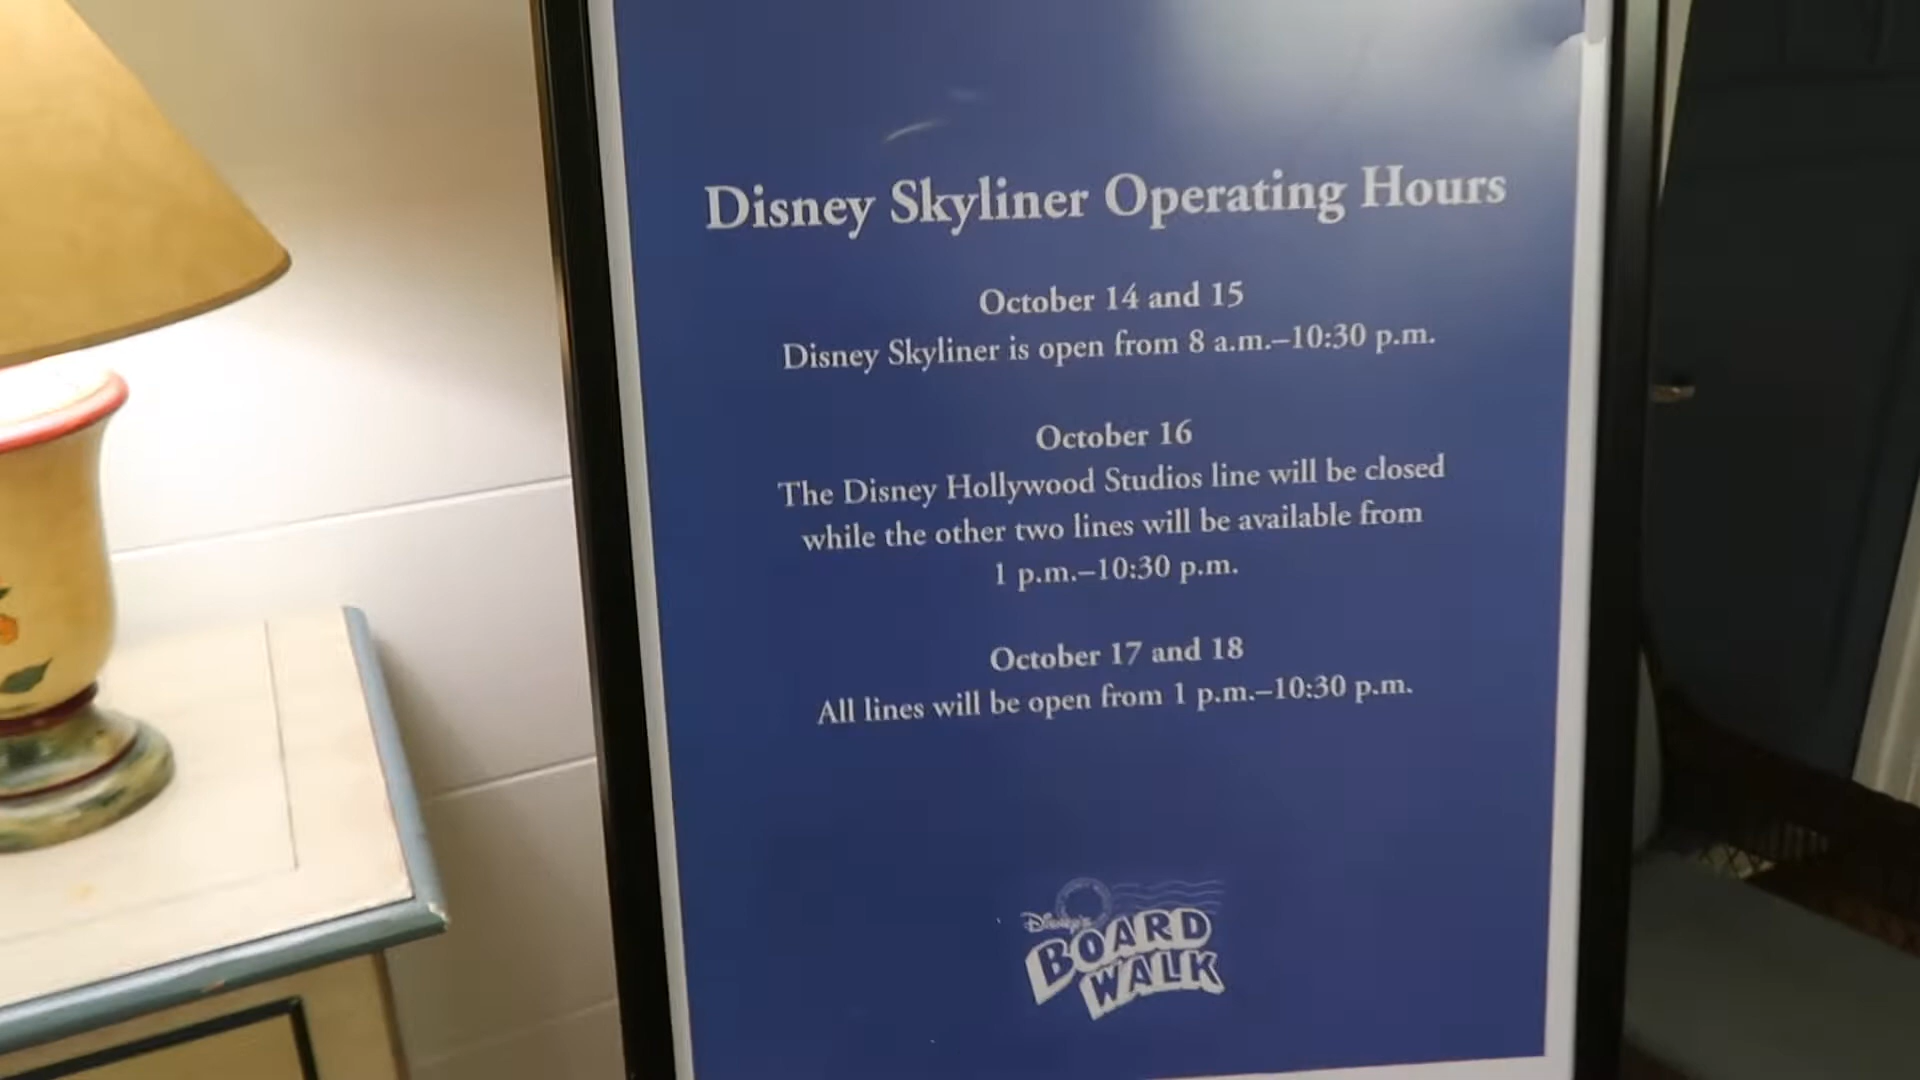 Disney Skyliner Operating Hours
October 14 and 15
Disney Skyliner is open from 8 a.m.–10:30 p.m.
October 16
The Disney Hollywood Studios line will be closed
while the other two lines will be available from
1 p.m.–10:30 p.m.
October 17 and 18
All lines will be open from 1 p.m.–10:30 p.m.
Disney's
BOARD
WALK